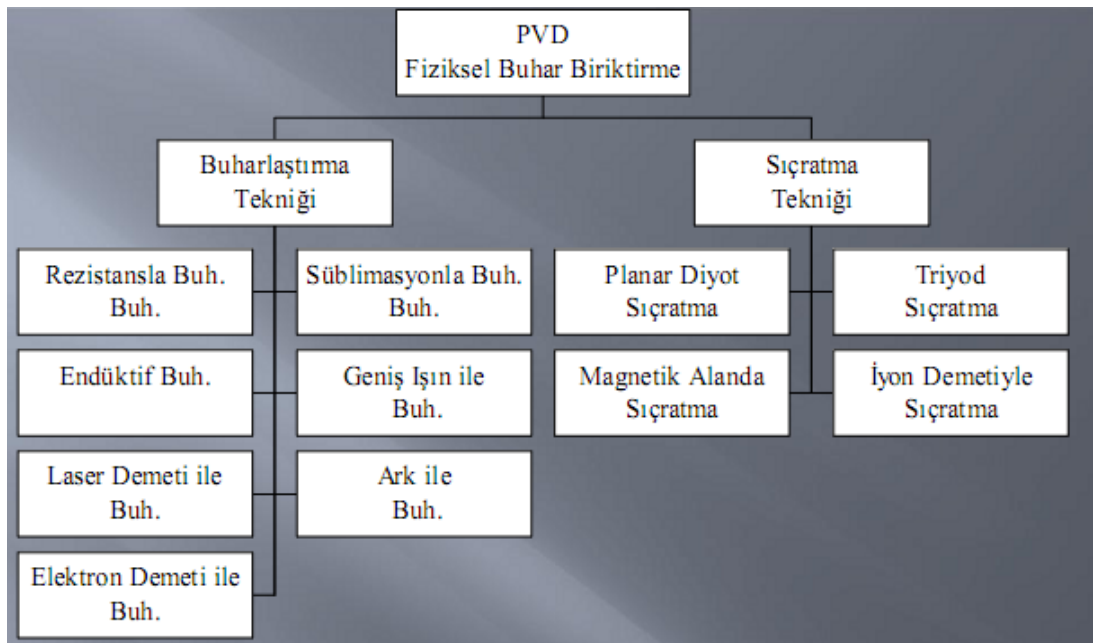 PVD
Fiziksel Buhar Biriktirme
Buharlaştırma
Tekniği
Sıçratma
Tekniği
Rezistansla Buh.
Buh.
Süblimasyonla Buh.
Buh.
Planar Diyot
Sıçratma
Triyod
Sıçratma
Endüktif Buh.
Geniş Işın ile
Buh.
Magnetik Alanda
Sıçratma
İyon Demetiyle
Sıçratma
Laser Demeti ile
Buh.
Ark ile
Buh.
Elektron Demeti ile
Buh.